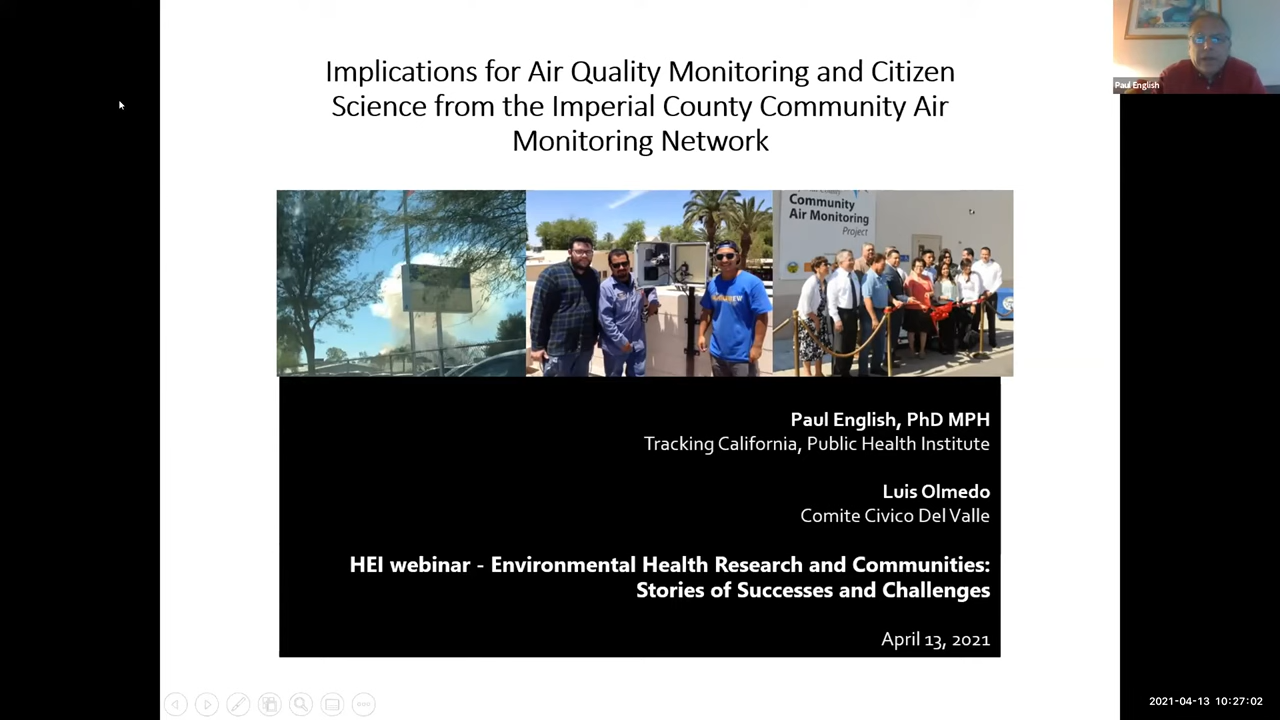 Implications for Air Quality Monitoring and Citizen
Science from the Imperial County Community Air
Monitoring Network
Paul English
Community
Air Monitoring
Project
Paul English, PhD MPH
Tracking California, Public Health Institute
Luis Olmedo
Comite Civico Del Valle
HEI webinar - Environmental Health Research and Communities:
Stories of Successes and Challenges
April 13, 2021
2021-04-13 10:27:02